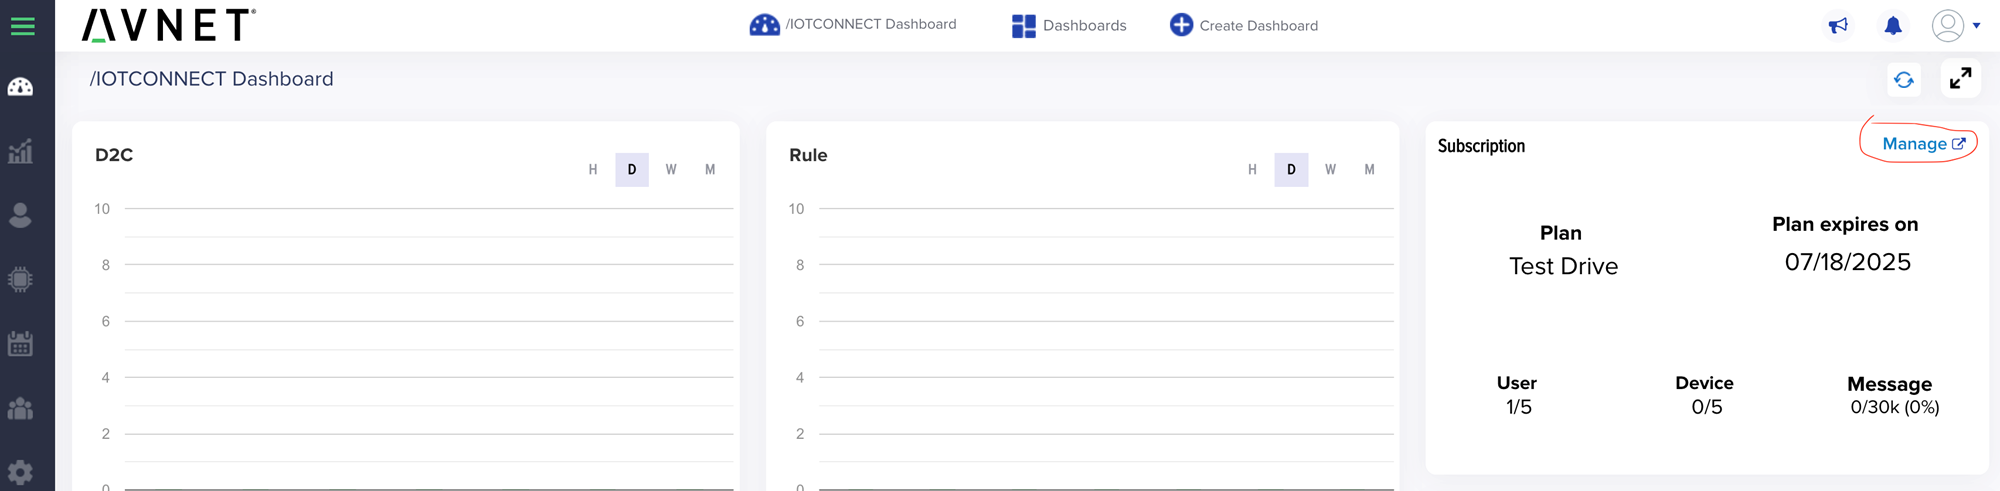 AVNET®
/IOTCONNECT Dashboard
Dashboards
Create Dashboard
/IOTCONNECT Dashboard
D2C
H D W M
10
8
6
4
2
0
Rule
H D W M
10
8
6
4
2
0
Subscription
Manage
Plan
Test Drive
Plan expires on
07/18/2025
User
1/5
Device
0/5
Message
0/30k (0%)